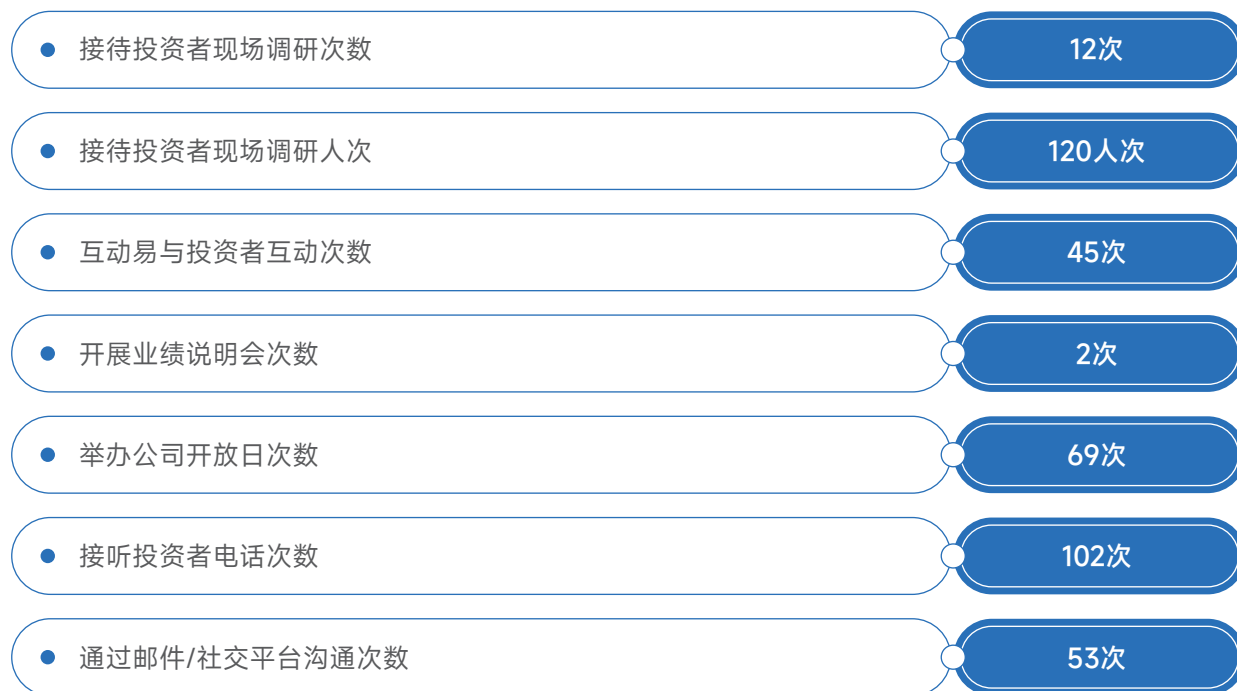 接待投资者现场调研次数 12次
接待投资者现场调研人次 120人次
互动易与投资者互动次数 45次
开展业绩说明会次数 2次
举办公司开放日次数 69次
接听投资者电话次数 102次
通过邮件/社交平台沟通次数 53次